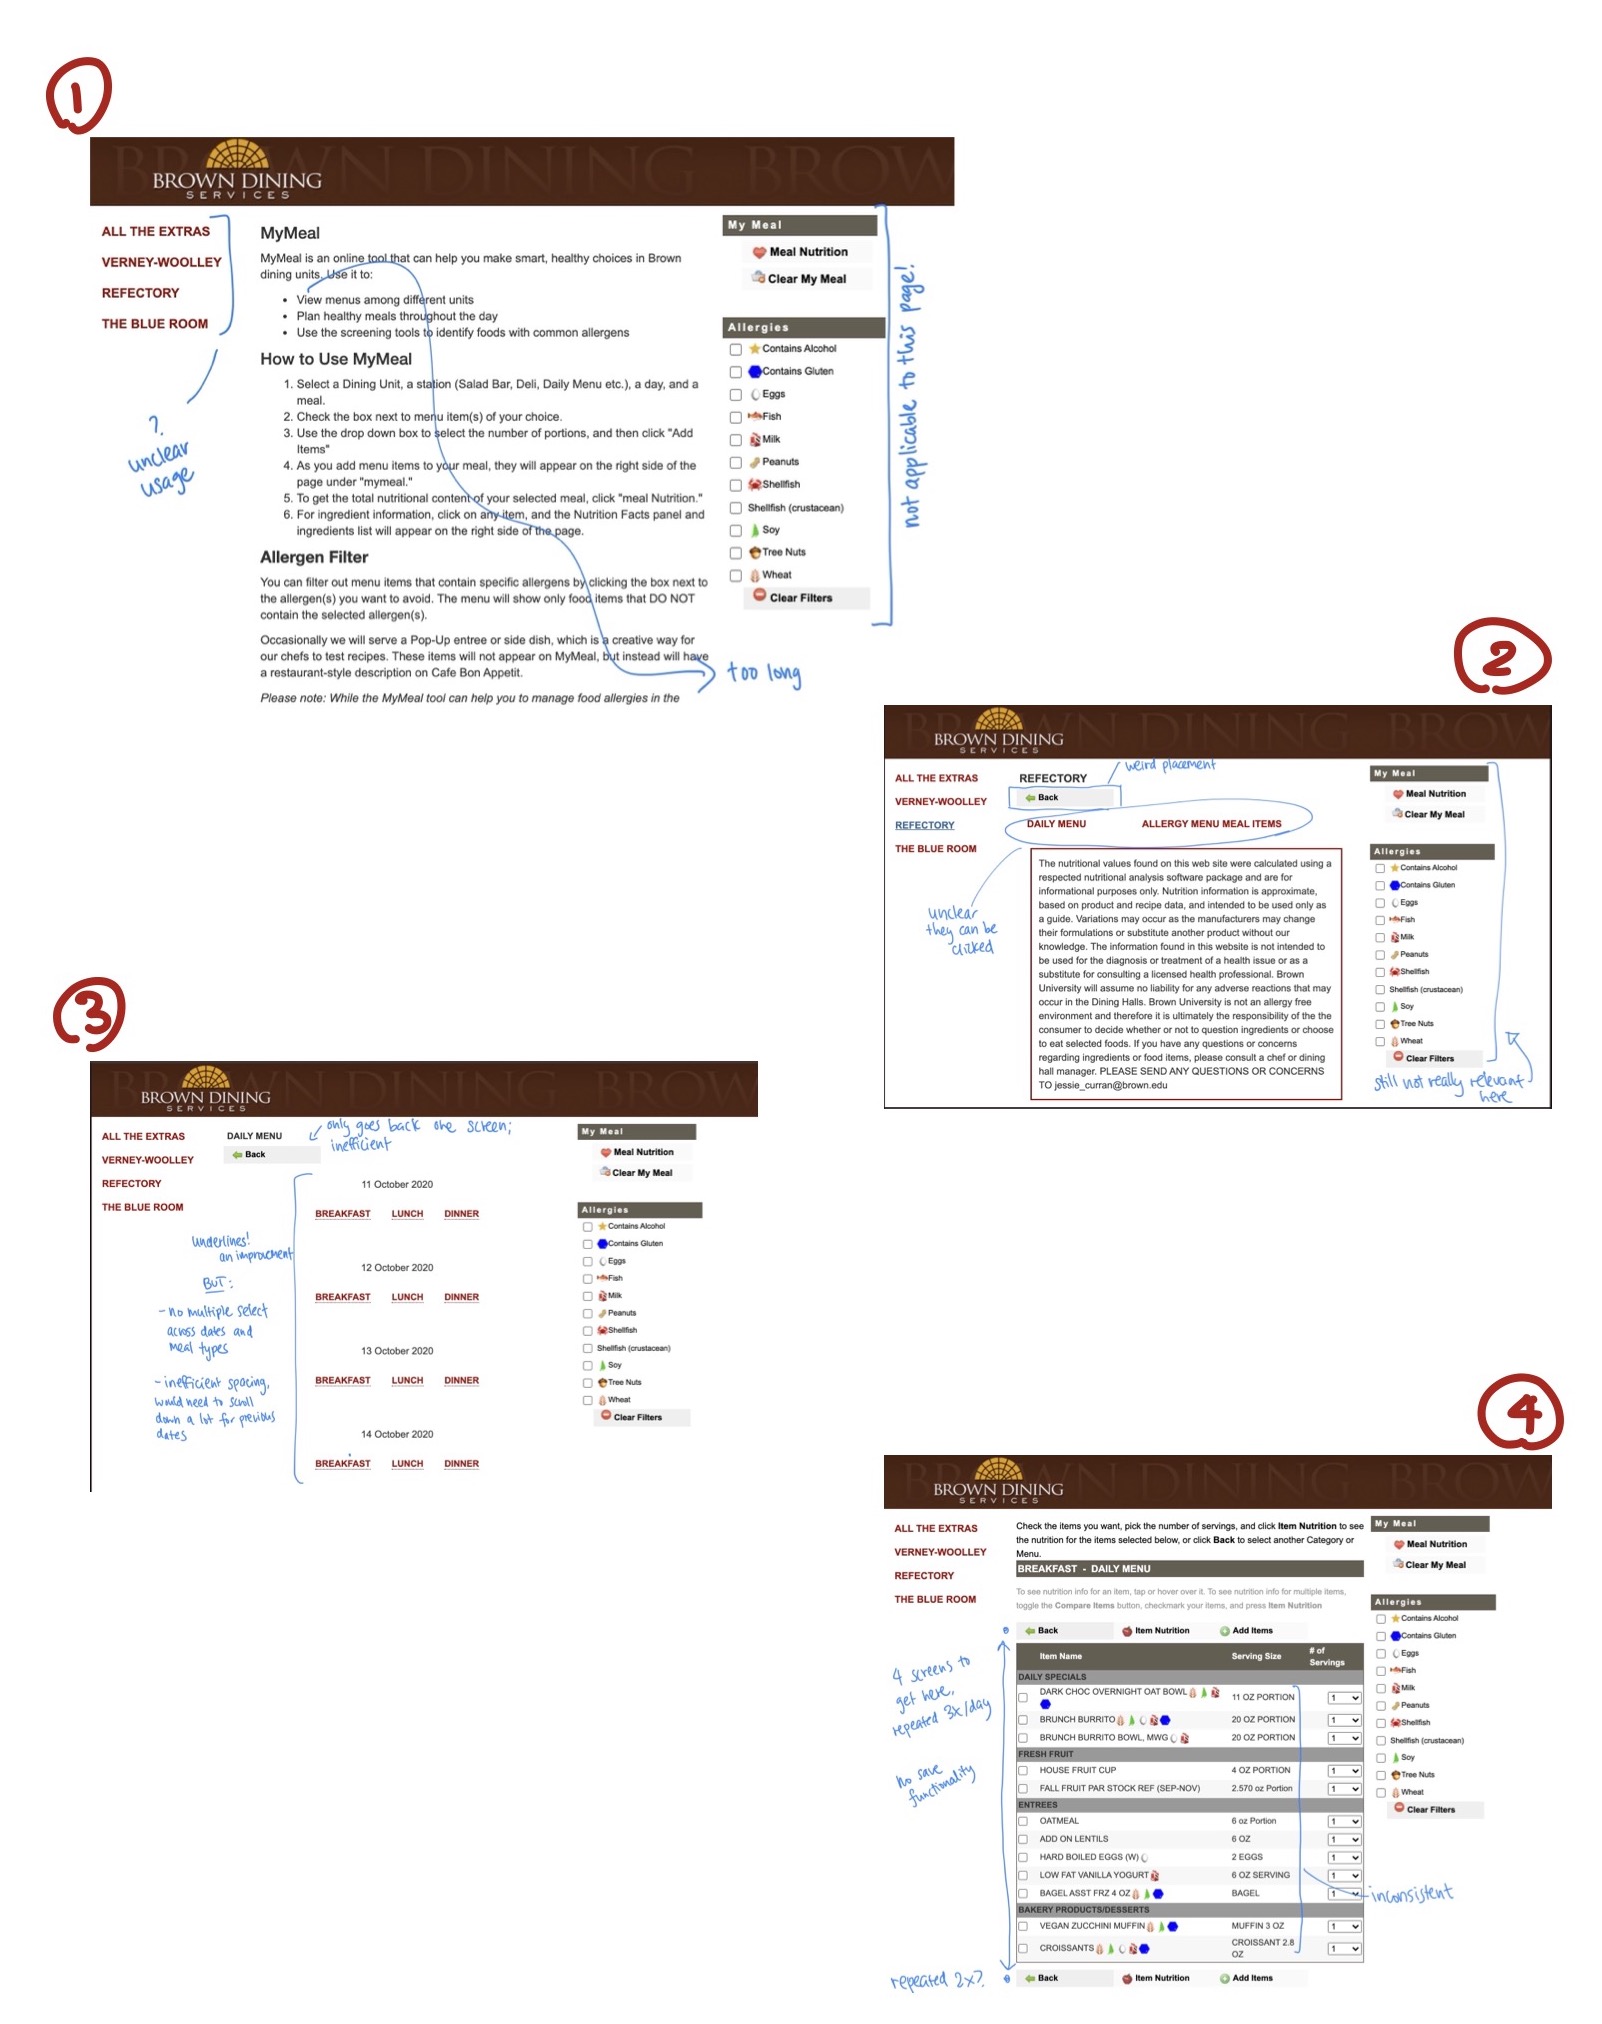 1
BROWN DINING
SERVICES
ALL THE EXTRAS
VERNEY-WOOLLEY
REFECTORY
THE BLUE ROOM
?
unclear
usage
MyMeal
MyMeal is an online tool that can help you make smart, healthy choices in Brown
dining units. Use it to:
• View menus among different units
• Plan healthy meals throughout the day
• Use the screening tools to identify foods with common allergens
How to Use MyMeal
1. Select a Dining Unit, a station (Salad Bar, Deli, Daily Menu etc.), a day, and a
meal.
2. Check the box next to menu item(s) of your choice.
3. Use the drop down box to select the number of portions, and then click "Add
Items"
4. As you add menu items to your meal, they will appear on the right side of the
page under "mymeal."
5. To get the total nutritional content of your selected meal, click "meal Nutrition."
6. For ingredient information, click on any item, and the Nutrition Facts panel and
ingredients list will appear on the right side of the page.
Allergen Filter
You can filter out menu items that contain specific allergens by clicking the box next to
the allergen(s) you want to avoid. The menu will show only food items that DO NOT
contain the selected allergen(s).
Occasionally we will serve a Pop-Up entree or side dish, which is a creative way for
our chefs to test recipes. These items will not appear on MyMeal, but instead will have
a restaurant-style description on Cafe Bon Appetit.
Please note: While the MyMeal tool can help you to manage food allergies in the
too long
My Meal
Meal Nutrition
Clear My Meal
Allergies
Contains Alcohol
Contains Gluten
Eggs
Fish
Milk
Peanuts
Shellfish
Shellfish (crustacean)
Soy
Tree Nuts
Wheat
Clear Filters
not applicable to this page!
2
BROWN DINING
SERVICES
ALL THE EXTRAS
VERNEY-WOOLLEY
REFECTORY
THE BLUE ROOM
REFECTORY
weird placement
Back
DAILY MENU
ALLERGY MENU MEAL ITEMS
unclear
they can be
clicked
The nutritional values found on this web site were calculated using a
respected nutritional analysis software package and are for
informational purposes only. Nutrition information is approximate,
based on product and recipe data, and intended to be used only as
a guide. Variations may occur as the manufacturers may change
their formulations or substitute another product without our
knowledge. The information found in this website is not intended to
be used for the diagnosis or treatment of a health issue or as a
substitute for consulting a licensed health professional. Brown
University will assume no liability for any adverse reactions that may
occur in the Dining Halls. Brown University is not an allergy free
environment and therefore it is ultimately the responsibility of the the
consumer to decide whether or not to question ingredients or choose
to eat selected foods. If you have any questions or concerns
regarding ingredients or food items, please consult a chef or dining
hall manager. PLEASE SEND ANY QUESTIONS OR CONCERNS
TO jessie_curran@brown.edu
My Meal
Meal Nutrition
Clear My Meal
Allergies
Contains Alcohol
Contains Gluten
Eggs
Fish
Milk
Peanuts
Shellfish
Shellfish (crustacean)
Soy
Tree Nuts
Wheat
Clear Filters
still not really relevant
here
3
BROWN DINING
SERVICES
ALL THE EXTRAS
VERNEY-WOOLLEY
REFECTORY
THE BLUE ROOM
DAILY MENU
Back
only goes back one screen;
inefficient
underlines!
an improvement
BUT:
- no multiple select
across dates and
meal types
- inefficient spacing,
would need to scroll
down a lot for previous
dates
11 October 2020
BREAKFAST LUNCH DINNER
12 October 2020
BREAKFAST LUNCH DINNER
13 October 2020
BREAKFAST LUNCH DINNER
14 October 2020
BREAKFAST LUNCH DINNER
My Meal
Meal Nutrition
Clear My Meal
Allergies
Contains Alcohol
Contains Gluten
Eggs
Fish
Milk
Peanuts
Shellfish
Shellfish (crustacean)
Soy
Tree Nuts
Wheat
Clear Filters
4
BROWN DINING
SERVICES
ALL THE EXTRAS
VERNEY-WOOLLEY
REFECTORY
THE BLUE ROOM
4 screens to
get here,
repeated 3x/day
no save
functionality
repeated 2x?
Check the items you want, pick the number of servings, and click Item Nutrition to see
the nutrition for the items selected below, or click Back to select another Category or
Menu.
BREAKFAST - DAILY MENU
To see nutrition info for an item, tap or hover over it. To see nutrition info for multiple items,
toggle the Compare Items button, checkmark your items, and press Item Nutrition
Back Item Nutrition Add Items
Item Name Serving Size # of
Servings
DAILY SPECIALS
DARK CHOC OVERNIGHT OAT BOWL 11 OZ PORTION 1
BRUNCH BURRITO 20 OZ PORTION 1
BRUNCH BURRITO BOWL, MWG 20 OZ PORTION 1
FRESH FRUIT
HOUSE FRUIT CUP 4 OZ PORTION 1
FALL FRUIT PAR STOCK REF (SEP-NOV) 2.570 oz Portion 1
ENTREES
OATMEAL 6 oz Portion 1
ADD ON LENTILS 6 OZ 1
HARD BOILED EGGS (W) 2 EGGS 1
LOW FAT VANILLA YOGURT 6 OZ SERVING 1
BAGEL ASST FRZ 4 OZ BAGEL 1
BAKERY PRODUCTS/DESSERTS
VEGAN ZUCCHINI MUFFIN MUFFIN 3 OZ 1
CROISSANTS CROISSANT 2.8
OZ 1
Back Item Nutrition Add Items
inconsistent
My Meal
Meal Nutrition
Clear My Meal
Allergies
Contains Alcohol
Contains Gluten
Eggs
Fish
Milk
Peanuts
Shellfish
Shellfish (crustacean)
Soy
Tree Nuts
Wheat
Clear Filters